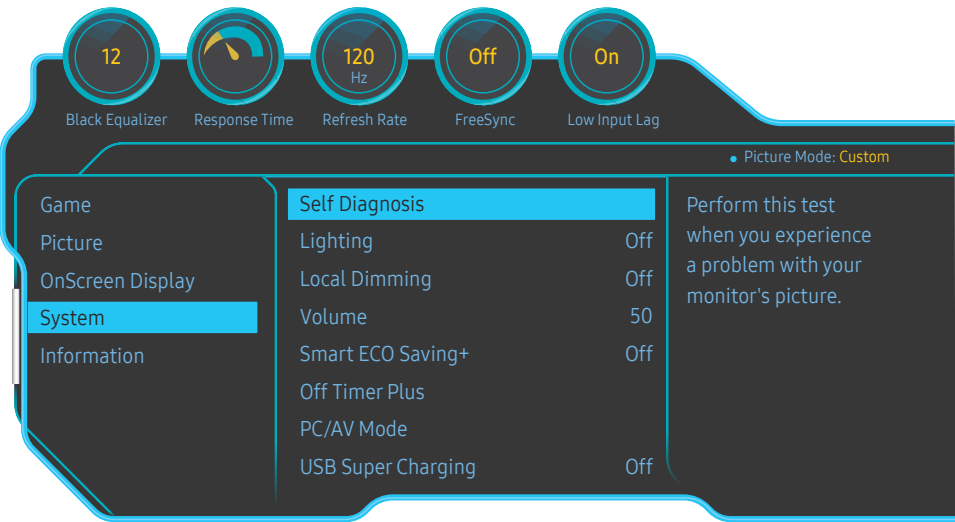 12
120
Hz
Off
On
Black Equalizer
Response Time
Refresh Rate
FreeSync
Low Input Lag
Picture Mode: Custom
Game
Picture
OnScreen Display
System
Information
Self Diagnosis
Lighting Off
Local Dimming Off
Volume 50
Smart ECO Saving+ Off
Off Timer Plus
PC/AV Mode
USB Super Charging Off
Perform this test
when you experience
a problem with your
monitor's picture.